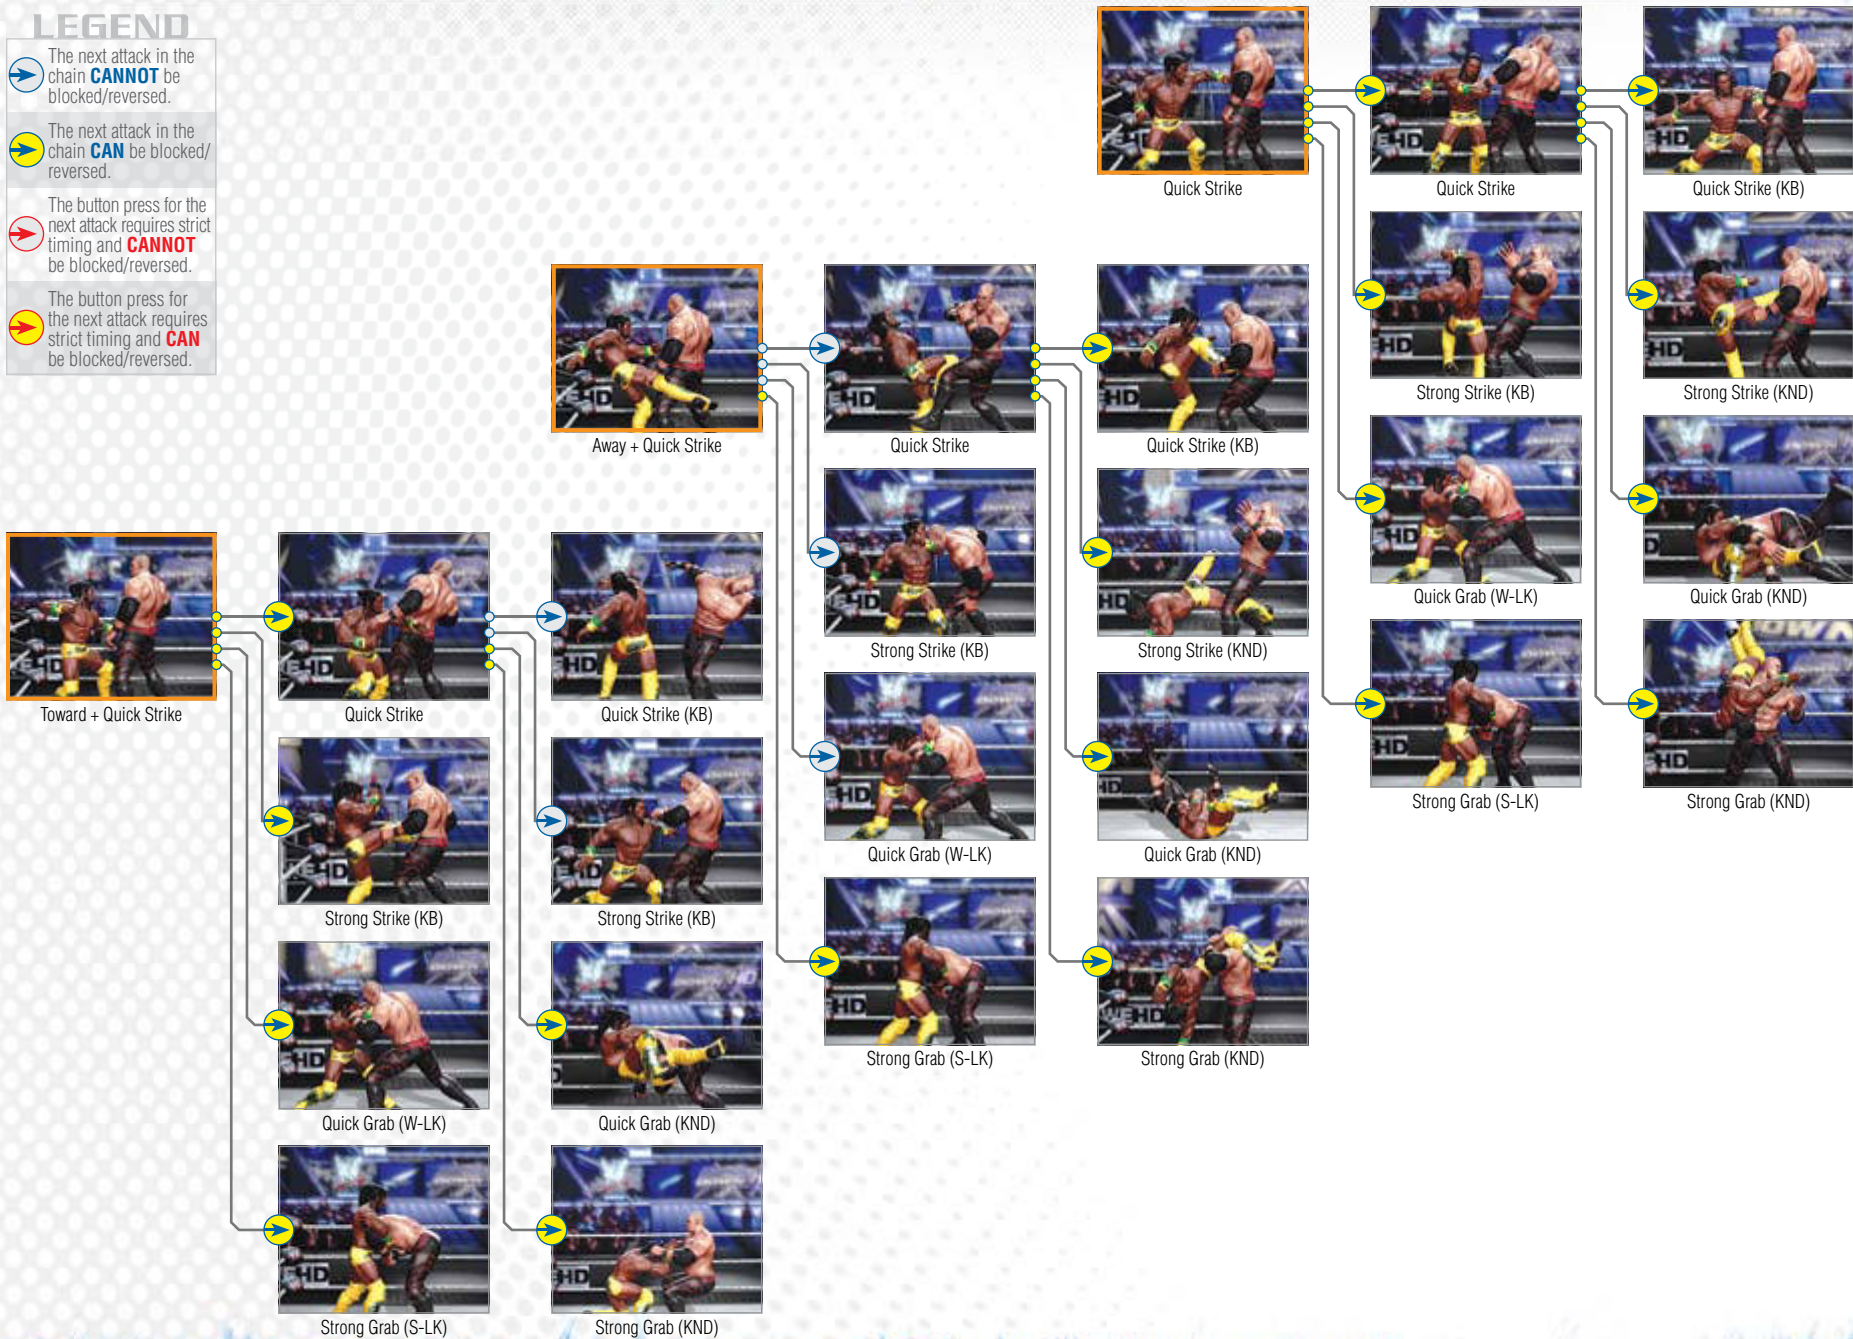 LEGEND
The next attack in the
chain CANNOT be
blocked/reversed.
The next attack in the
chain CAN be blocked/
reversed.
The button press for the
next attack requires strict
timing and CANNOT
be blocked/reversed.
The button press for
the next attack requires
strict timing and CAN
be blocked/reversed.
Quick Strike
Quick Strike
Quick Strike (KB)
Strong Strike (KB)
Strong Strike (KND)
Quick Grab (W-LK)
Quick Grab (KND)
Strong Grab (S-LK)
Strong Grab (KND)
Away + Quick Strike
Quick Strike
Quick Strike (KB)
Strong Strike (KB)
Strong Strike (KND)
Quick Grab (W-LK)
Quick Grab (KND)
Strong Grab (S-LK)
Strong Grab (KND)
Toward + Quick Strike
Quick Strike
Quick Strike (KB)
Strong Strike (KB)
Strong Strike (KB)
Quick Grab (W-LK)
Quick Grab (KND)
Strong Grab (S-LK)
Strong Grab (KND)